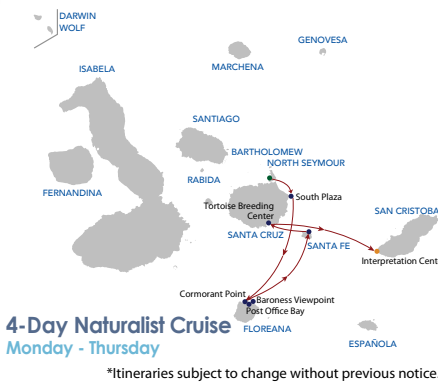 DARWIN
WOLF
GENOVESA
MARCHENA
ISABELA
SANTIAGO
BARTHOLOMEW
NORTH SEYMOUR
RABIDA
FERNANDINA
South Plaza
Tortoise Breeding
Center
SAN CRISTOBA
SANTA CRUZ
SANTA FE
Interpretation Cent
Cormorant Point
Baroness Viewpoint
Post Office Bay
4-Day Naturalist Cruise
FLOREANA
Monday - Thursday
ESPAÑOLA
*Itineraries subject to change without previous notice